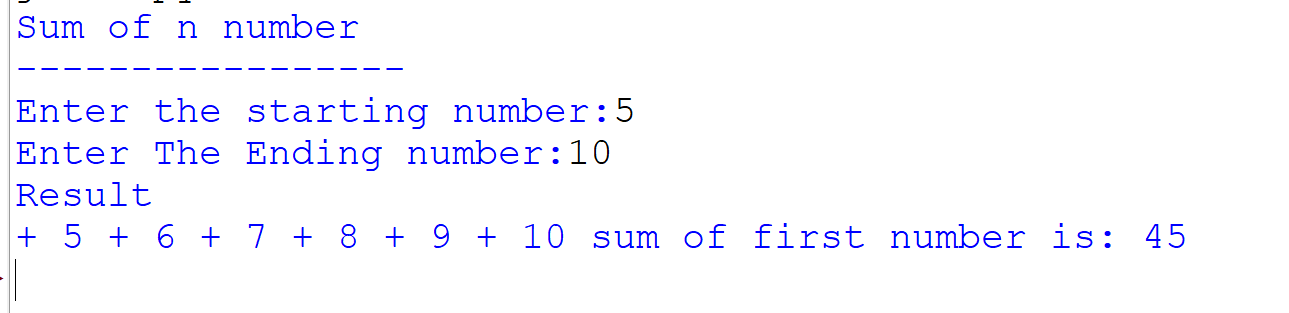 Sum of n number
-----------------
Enter the starting number:5
Enter The Ending number:10
Result
+ 5 + 6 + 7 + 8 + 9 + 10 sum of first number is: 45